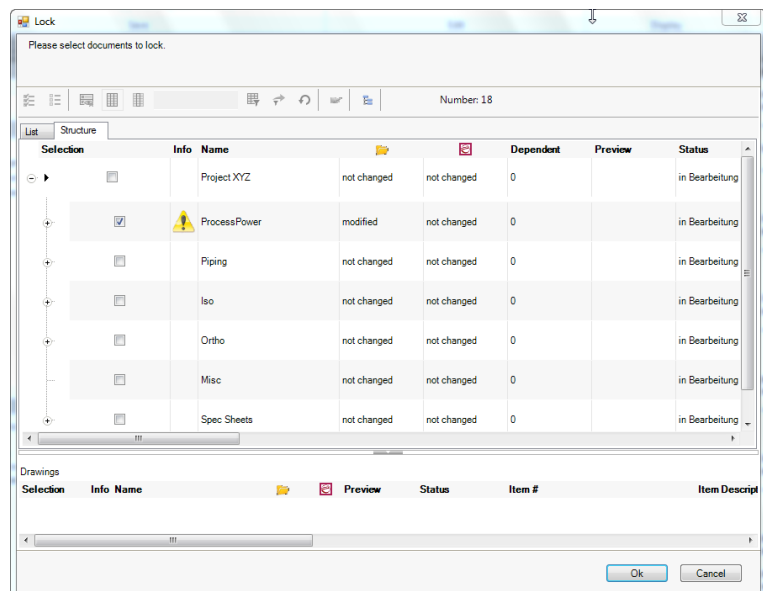 Lock
Please select documents to lock.
Number: 18
List Structure
Selection Info Name Dependent Preview Status
Project XYZ not changed not changed 0 in Bearbeitung
ProcessPower modified not changed 0 in Bearbeitung
Piping not changed not changed 0 in Bearbeitung
Iso not changed not changed 0 in Bearbeitung
Ortho not changed not changed 0 in Bearbeitung
Misc not changed not changed 0 in Bearbeitung
Spec Sheets not changed not changed 0 in Bearbeitung
Drawings
Selection Info Name Preview Status Item # Item Descript
Ok Cancel